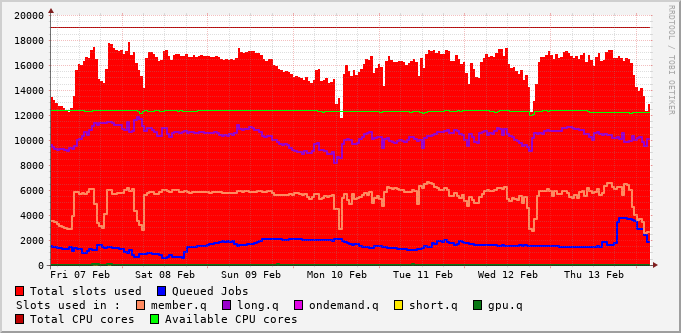 20000
18000
16000
14000
12000
10000
8000
6000
4000
2000
0
Fri 07 Feb Sat 08 Feb Sun 09 Feb Mon 10 Feb Tue 11 Feb Wed 12 Feb Thu 13 Feb
Total slots used Queued Jobs
Slots used in : member.q long.q ondemand.q short.q gpu.q
Total CPU cores Available CPU cores
RRDTOOL / TOBI OETIKER